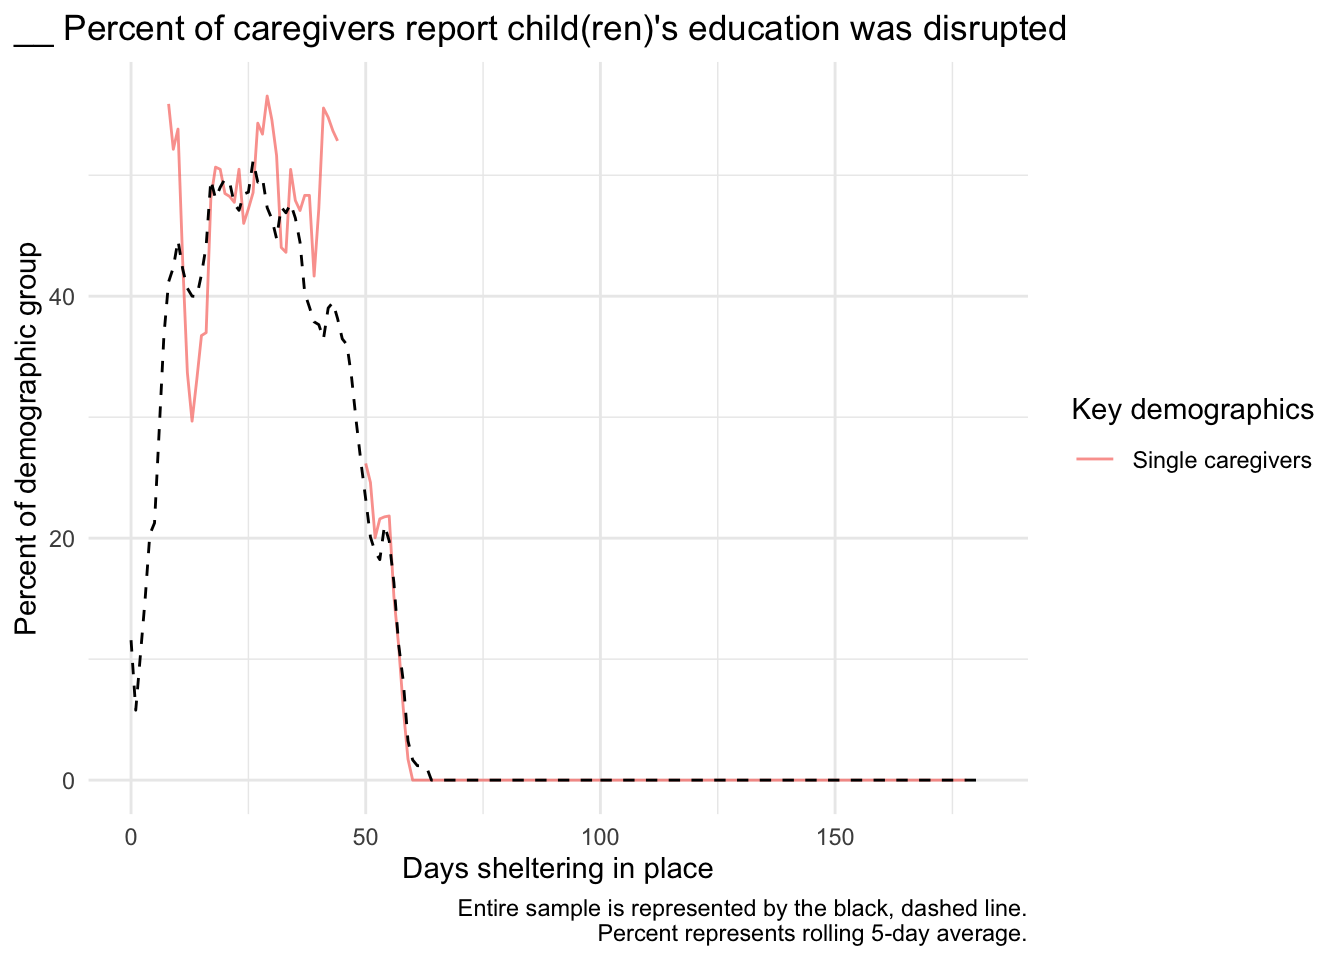 __ Percent of caregivers report child(ren)'s education was disrupted
Percent of demographic group
40
20
0
0
50
100
150
Days sheltering in place
Key demographics
Single caregivers
Entire sample is represented by the black, dashed line.
Percent represents rolling 5-day average.